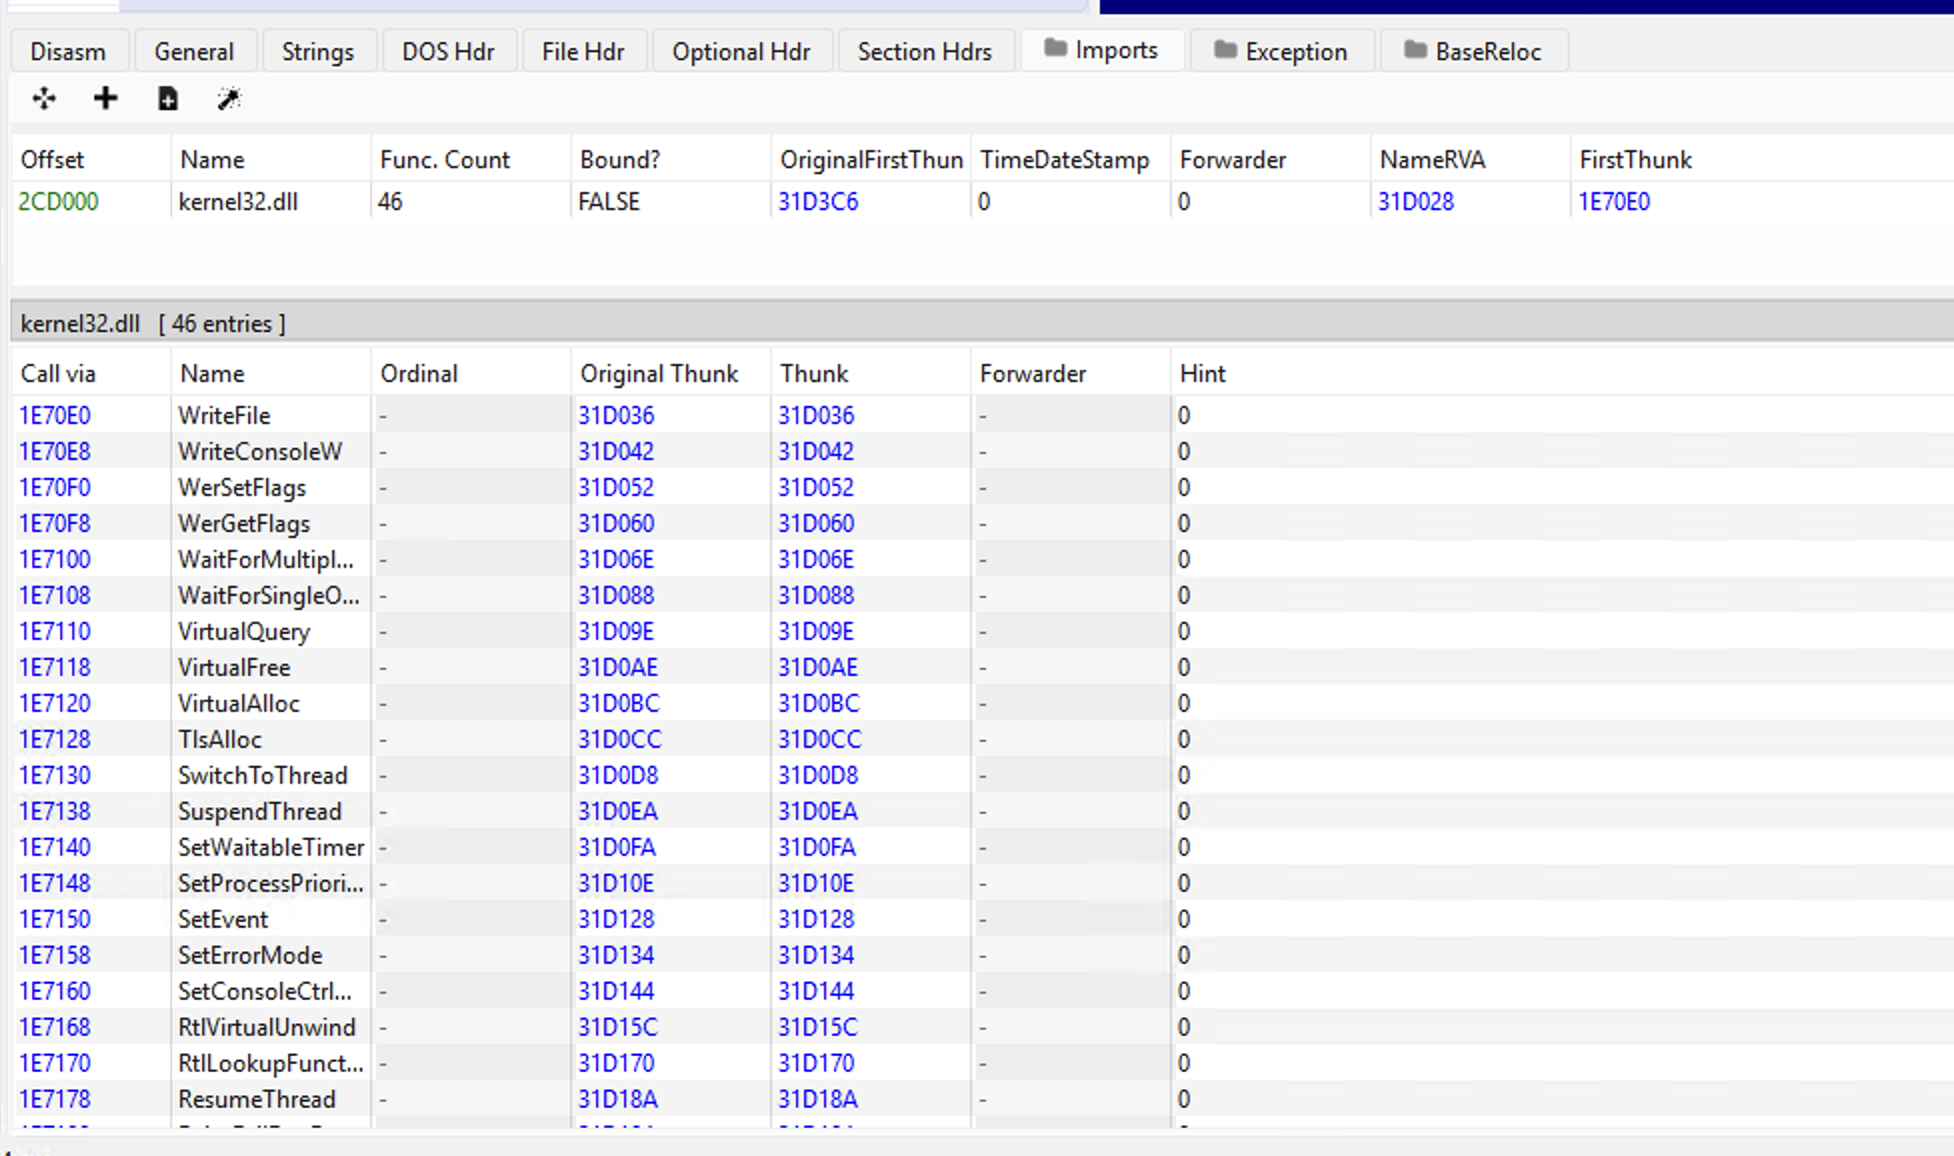 Disasm General Strings DOS Hdr File Hdr Optional Hdr Section Hdrs Imports Exception BaseReloc
Offset Name Func. Count Bound? OriginalFirstThun TimeDateStamp Forwarder NameRVA FirstThunk
2CD000 kernel32.dll 46 FALSE 31D3C6 0 0 31D028 1E70E0
kernel32.dll [ 46 entries ]
Call via Name Ordinal Original Thunk Thunk Forwarder Hint
1E70E0 WriteFile - 31D036 31D036 - 0
1E70E8 WriteConsoleW - 31D042 31D042 - 0
1E70F0 WerSetFlags - 31D052 31D052 - 0
1E70F8 WerGetFlags - 31D060 31D060 - 0
1E7100 WaitForMultipl... - 31D06E 31D06E - 0
1E7108 WaitForSingleO... - 31D088 31D088 - 0
1E7110 VirtualQuery - 31D09E 31D09E - 0
1E7118 VirtualFree - 31D0AE 31D0AE - 0
1E7120 VirtualAlloc - 31D0BC 31D0BC - 0
1E7128 TlsAlloc - 31D0CC 31D0CC - 0
1E7130 SwitchToThread - 31D0D8 31D0D8 - 0
1E7138 SuspendThread - 31D0EA 31D0EA - 0
1E7140 SetWaitableTimer - 31D0FA 31D0FA - 0
1E7148 SetProcessPriori... - 31D10E 31D10E - 0
1E7150 SetEvent - 31D128 31D128 - 0
1E7158 SetErrorMode - 31D134 31D134 - 0
1E7160 SetConsoleCtrl... - 31D144 31D144 - 0
1E7168 RtlVirtualUnwind - 31D15C 31D15C - 0
1E7170 RtlLookupFunct... - 31D170 31D170 - 0
1E7178 ResumeThread - 31D18A 31D18A - 0